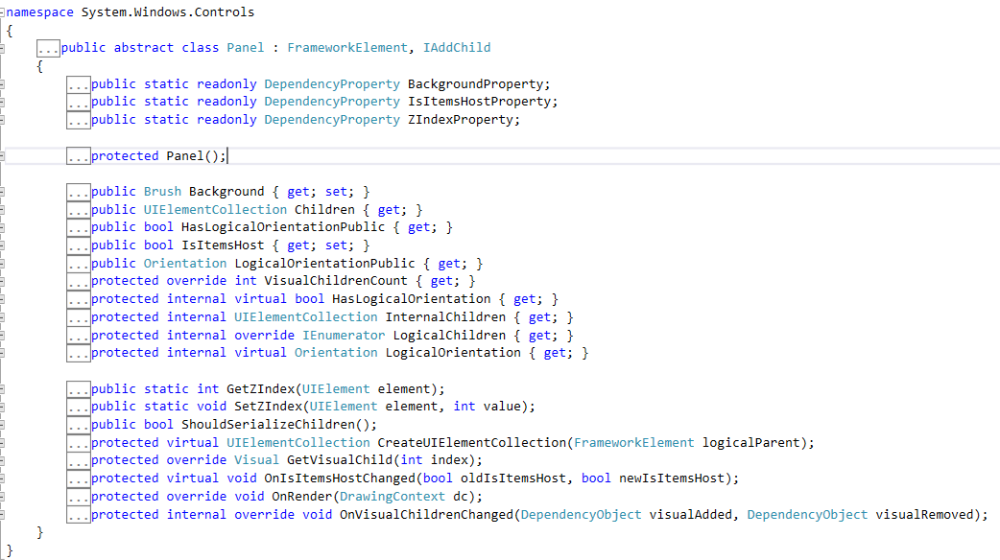 namespace System.Windows.Controls
{
...public abstract class Panel : FrameworkElement, IAddChild
{
...public static readonly DependencyProperty BackgroundProperty;
...public static readonly DependencyProperty IsItemsHostProperty;
...public static readonly DependencyProperty ZIndexProperty;
...protected Panel();
...public Brush Background { get; set; }
...public UIElementCollection Children { get; }
...public bool HasLogicalOrientationPublic { get; }
...public bool IsItemsHost { get; set; }
...public Orientation LogicalOrientationPublic { get; }
...protected override int VisualChildrenCount { get; }
...protected internal virtual bool HasLogicalOrientation { get; }
...protected internal UIElementCollection InternalChildren { get; }
...protected internal override IEnumerator LogicalChildren { get; }
...protected internal virtual Orientation LogicalOrientation { get; }
...public static int GetZIndex(UIElement element);
...public static void SetZIndex(UIElement element, int value);
...public bool ShouldSerializeChildren();
...protected virtual UIElementCollection CreateUIElementCollection(FrameworkElement logicalParent);
...protected override Visual GetVisualChild(int index);
...protected virtual void OnIsItemsHostChanged(bool oldIsItemsHost, bool newIsItemsHost);
...protected override void OnRender(DrawingContext dc);
...protected internal override void OnVisualChildrenChanged(DependencyObject visualAdded, DependencyObject visualRemoved);
}
}